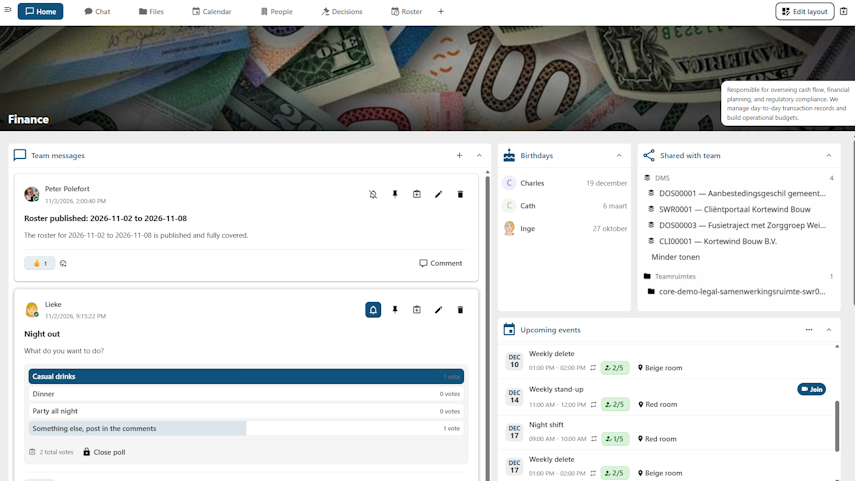 Home
Chat
Files
Calendar
People
Decisions
Roster
Edit layout
Responsible for overseing cash flow, financial
planning, and regulatory compliance. We
manage day-to-day transaction records and
build operational budgets.
Finance
Team messages
Peter Polefort
11/3/2026, 2:00:40 PM
Roster published: 2026-11-02 to 2026-11-08
The roster for 2026-11-02 to 2026-11-08 is published and fully covered.
1
Comment
Lieke
11/2/2026, 9:15:22 PM
Night out
What do you want to do?
Casual drinks
1 vote
Dinner
0 votes
Party all night
0 votes
Something else, post in the comments
1 vote
2 total votes
Close poll
Birthdays
C
Charles
19 december
C
Cath
6 maart
Inge
27 oktober
Shared with team
DMS
4
DOS00001 — Aanbestedingsgeschil gemeent...
SWR0001 — Cliëntportaal Kortewind Bouw
DOS00003 — Fusietraject met Zorggroep Wei...
CLI00001 — Kortewind Bouw B.V.
Minder tonen
Teamruimtes
1
core-demo-legal-samenwerkingsruimte-swr0...
Upcoming events
DEC
10
Weekly delete
01:00 PM - 02:00 PM
2/5
Beige room
DEC
14
Weekly stand-up
Join
11:00 AM - 12:00 PM
2/5
Red room
DEC
17
Night shift
09:00 AM - 10:00 AM
1/5
Red room
DEC
17
Weekly delete
01:00 PM - 02:00 PM
2/5
Beige room